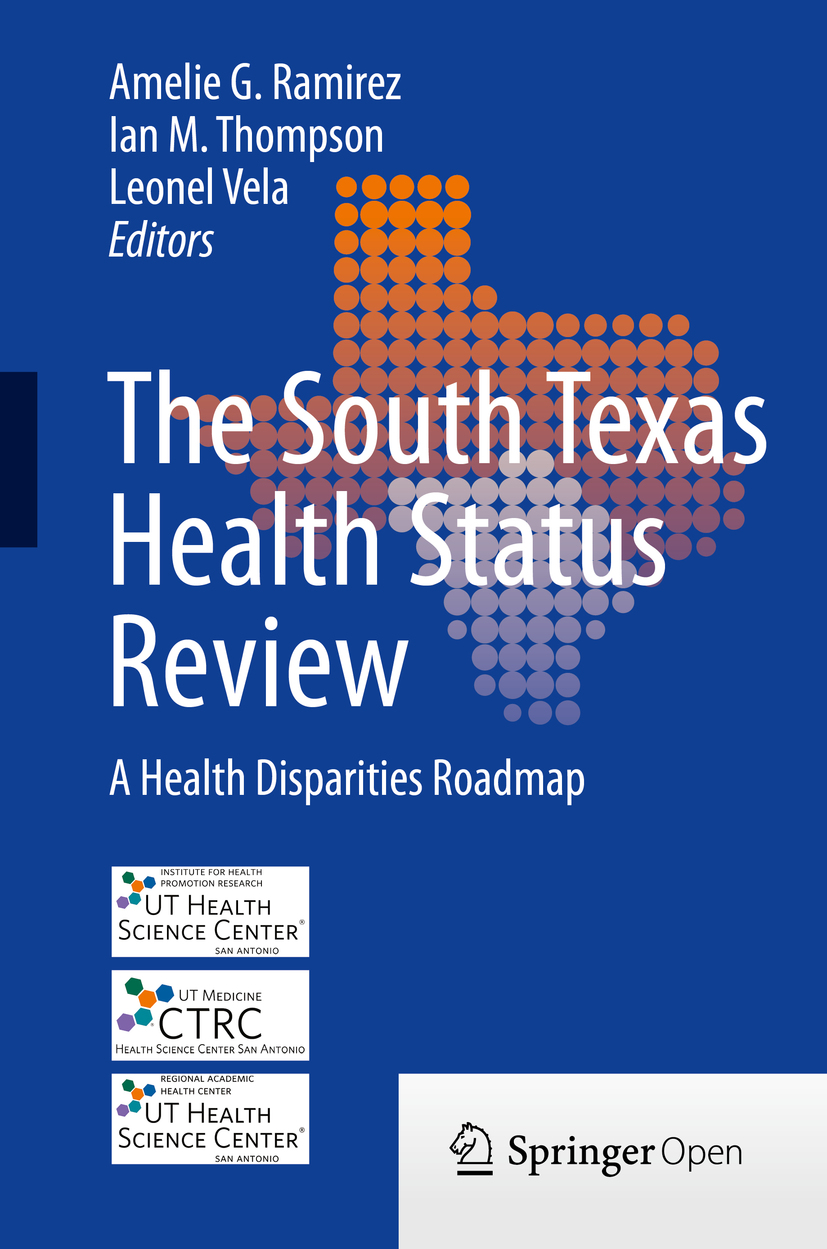 Amelie G. Ramirez
Ian M. Thompson
Leonel Vela
Editors
The South Texas
Health Status
Review
A Health Disparities Roadmap
INSTITUTE FOR HEALTH
PROMOTION RESEARCH
UT HEALTH
SCIENCE CENTER®
SAN ANTONIO
UT MEDICINE
CTRC
HEALTH SCIENCE CENTER SAN ANTONIO
REGIONAL ACADEMIC
HEALTH CENTER
UT HEALTH
SCIENCE CENTER®
SAN ANTONIO
Springer Open